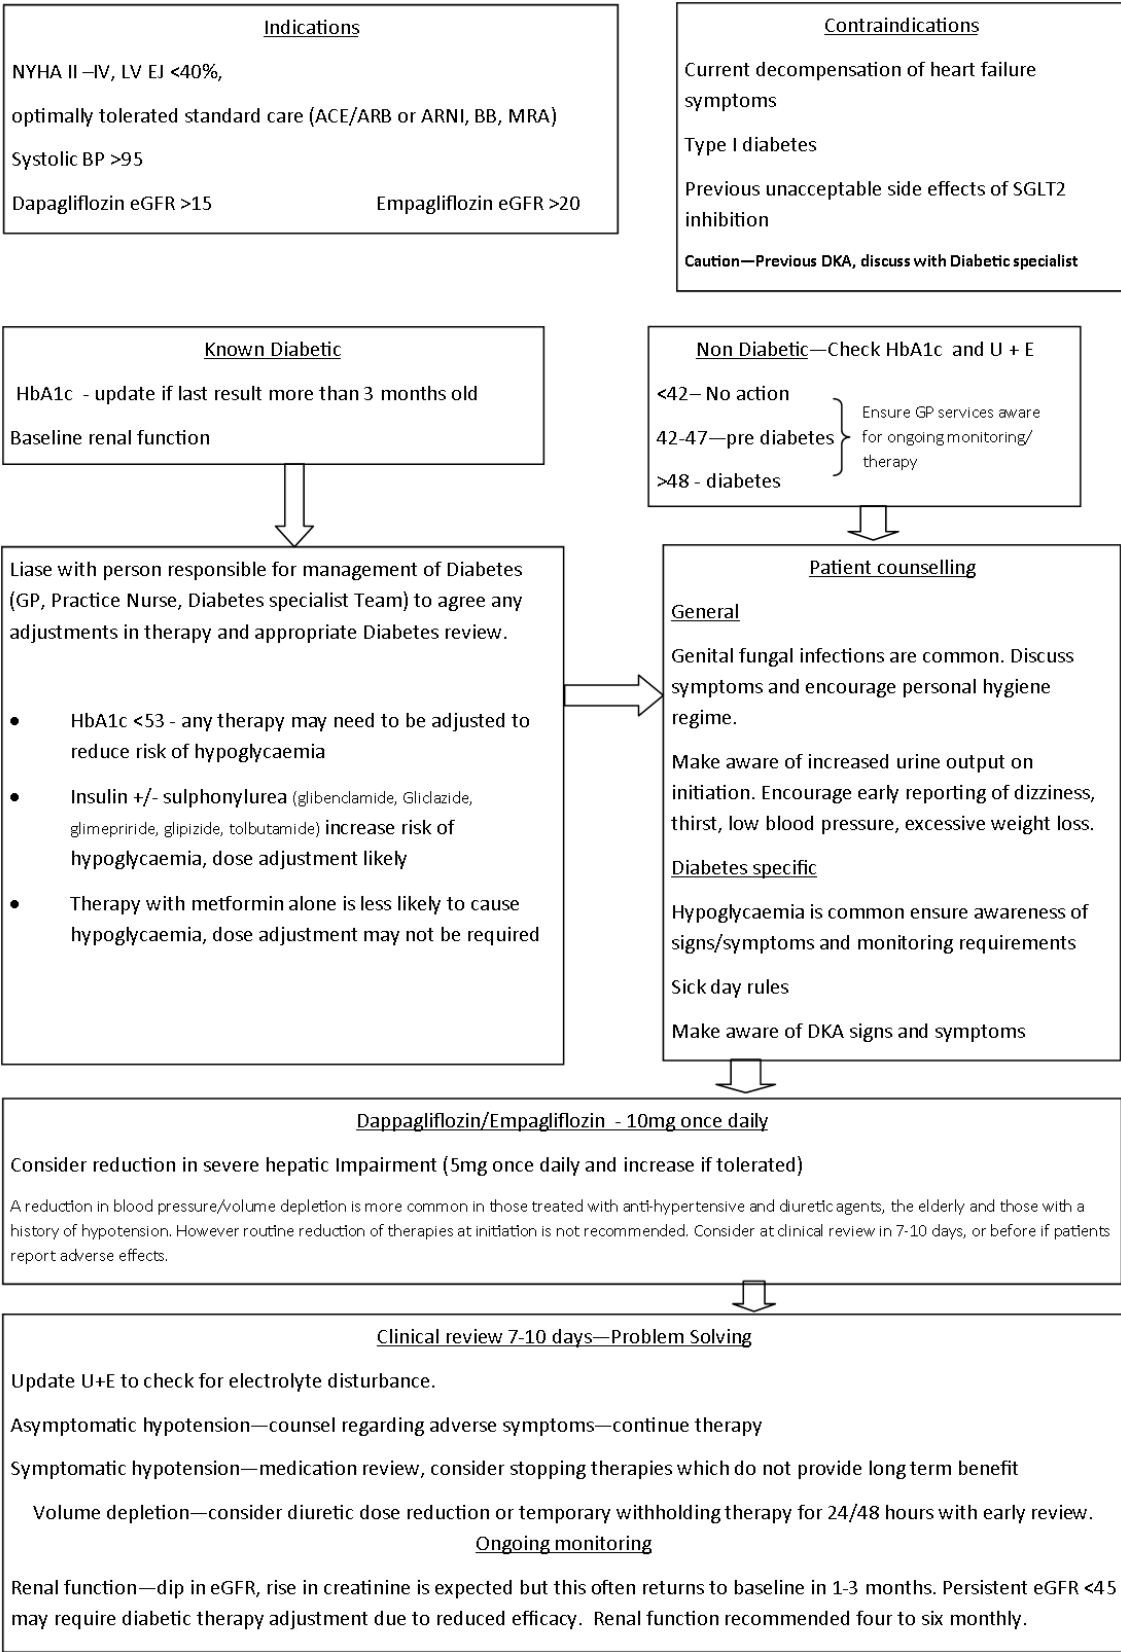 Indications
NYHA II –IV, LV EJ <40%,
optimally tolerated standard care (ACE/ARB or ARNI, BB, MRA)
Systolic BP >95
Dapagliflozin eGFR >15 Empagliflozin eGFR >20
Contraindications
Current decompensation of heart failure
symptoms
Type I diabetes
Previous unacceptable side effects of SGLT2
inhibition
Caution—Previous DKA, discuss with Diabetic specialist
Known Diabetic
HbA1c - update if last result more than 3 months old
Baseline renal function
Non Diabetic—Check HbA1c and U + E
<42– No action
42-47—pre diabetes
>48 - diabetes
Ensure GP services aware
for ongoing monitoring/
therapy
Liase with person responsible for management of Diabetes
(GP, Practice Nurse, Diabetes specialist Team) to agree any
adjustments in therapy and appropriate Diabetes review.
• HbA1c <53 - any therapy may need to be adjusted to
reduce risk of hypoglycaemia
• Insulin +/- sulphonylurea (glibenclamide, Gliclazide,
glimepriride, glipizide, tolbutamide) increase risk of
hypoglycaemia, dose adjustment likely
• Therapy with metformin alone is less likely to cause
hypoglycaemia, dose adjustment may not be required
Patient counselling
General
Genital fungal infections are common. Discuss
symptoms and encourage personal hygiene
regime.
Make aware of increased urine output on
initiation. Encourage early reporting of dizziness,
thirst, low blood pressure, excessive weight loss.
Diabetes specific
Hypoglycaemia is common ensure awareness of
signs/symptoms and monitoring requirements
Sick day rules
Make aware of DKA signs and symptoms
Dappagliflozin/Empagliflozin - 10mg once daily
Consider reduction in severe hepatic Impairment (5mg once daily and increase if tolerated)
A reduction in blood pressure/volume depletion is more common in those treated with anti-hypertensive and diuretic agents, the elderly and those with a
history of hypotension. However routine reduction of therapies at initiation is not recommended. Consider at clinical review in 7-10 days, or before if patients
report adverse effects.
Clinical review 7-10 days—Problem Solving
Update U+E to check for electrolyte disturbance.
Asymptomatic hypotension—counsel regarding adverse symptoms—continue therapy
Symptomatic hypotension—medication review, consider stopping therapies which do not provide long term benefit
Volume depletion—consider diuretic dose reduction or temporary withholding therapy for 24/48 hours with early review.
Ongoing monitoring
Renal function—dip in eGFR, rise in creatinine is expected but this often returns to baseline in 1-3 months. Persistent eGFR <45
may require diabetic therapy adjustment due to reduced efficacy. Renal function recommended four to six monthly.